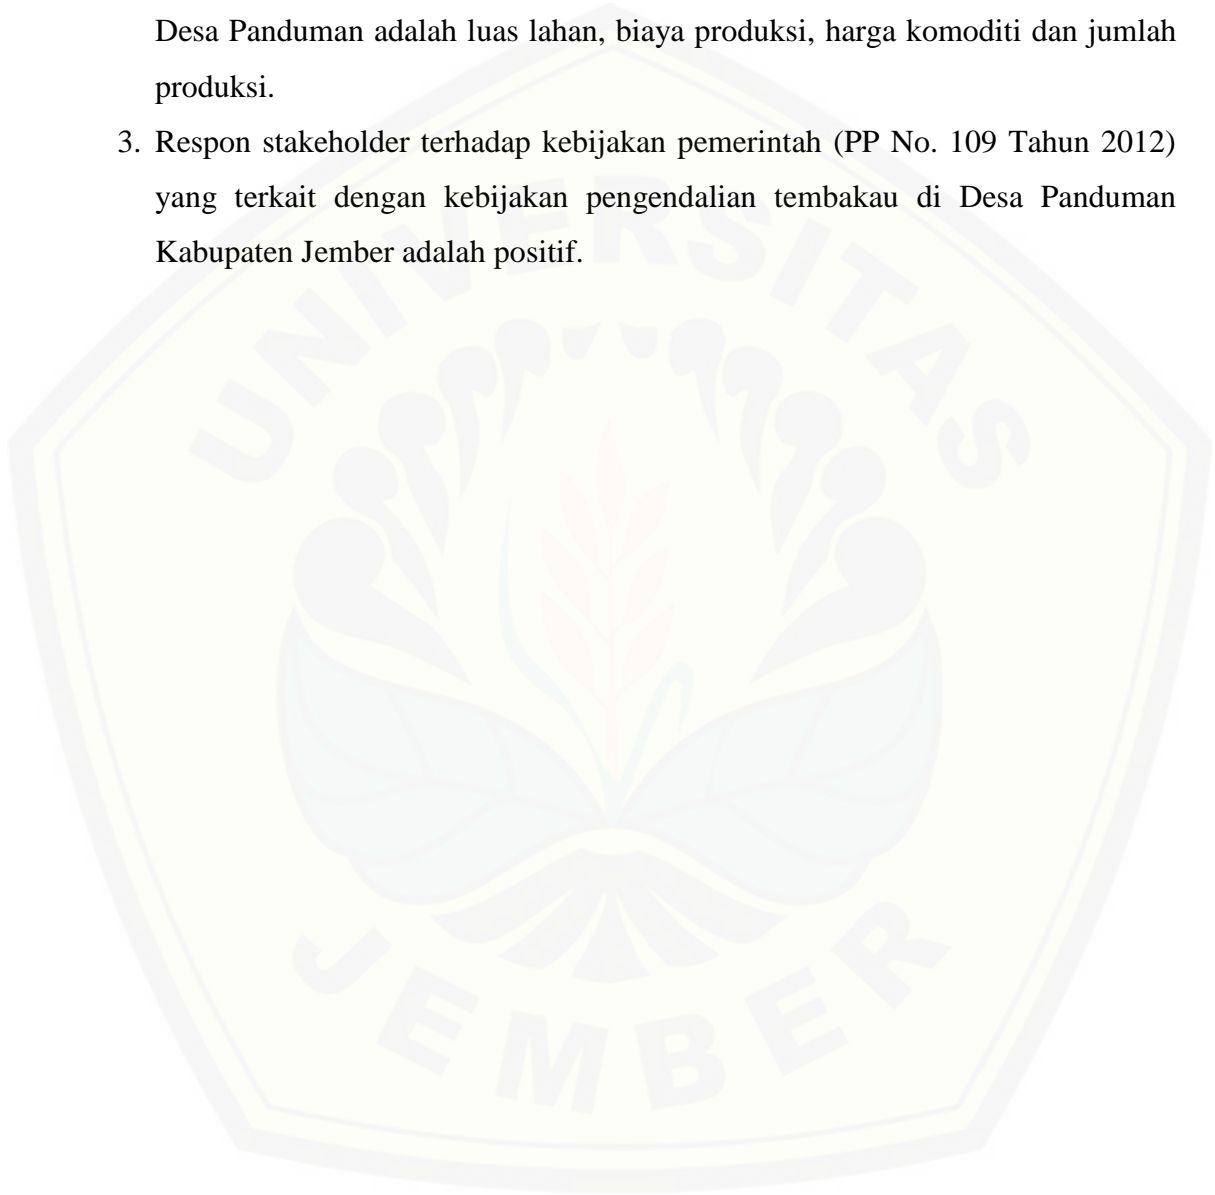 Desa Panduman adalah luas lahan, biaya produksi, harga komoditi dan jumlah
produksi.
3. Respon stakeholder terhadap kebijakan pemerintah (PP No. 109 Tahun 2012)
yang terkait dengan kebijakan pengendalian tembakau di Desa Panduman
Kabupaten Jember adalah positif.
UNIVERSITAS
JEMBER